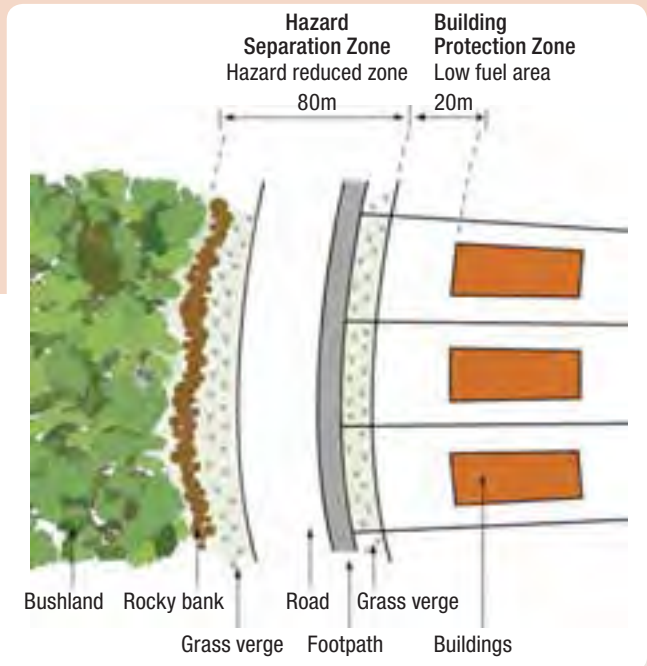 Hazard
Separation Zone
Hazard reduced zone
80m
Building
Protection Zone
Low fuel area
20m
Bushland
Rocky bank
Road
Grass verge
Grass verge
Footpath
Buildings